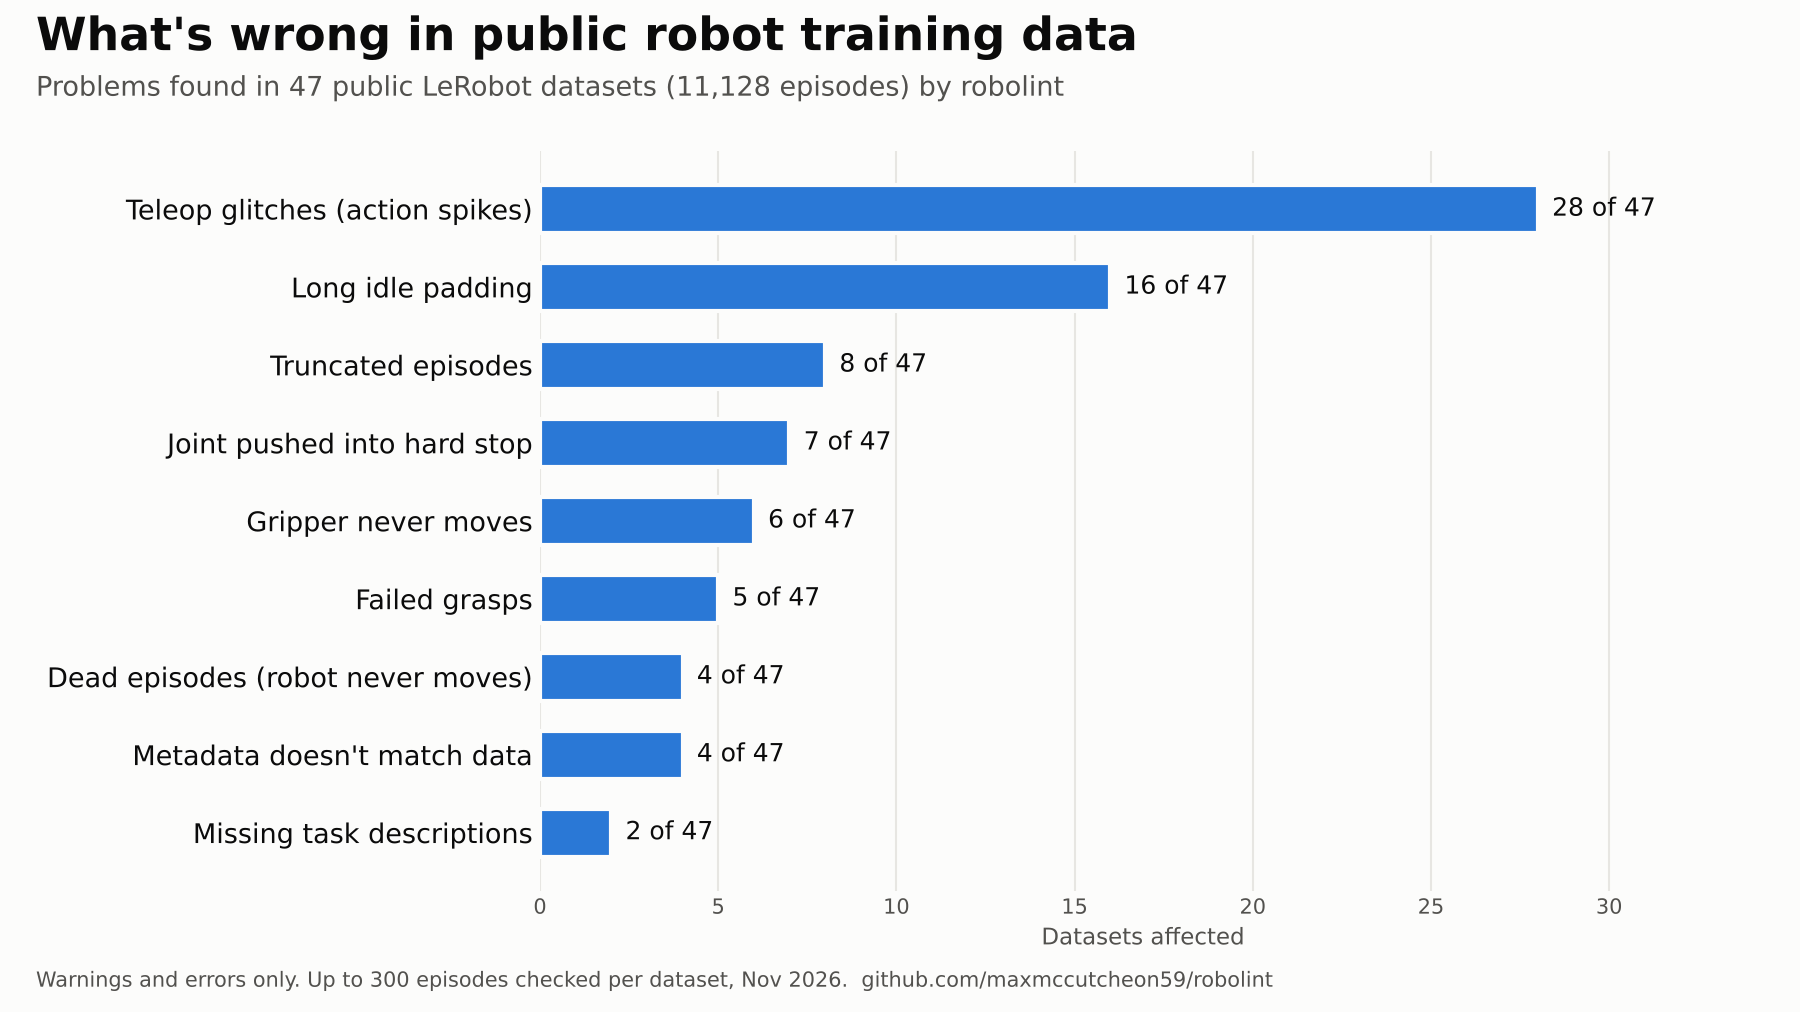 What's wrong in public robot training data
Problems found in 47 public LeRobot datasets (11,128 episodes) by robolint
Teleop glitches (action spikes) 28 of 47
Long idle padding 16 of 47
Truncated episodes 8 of 47
Joint pushed into hard stop 7 of 47
Gripper never moves 6 of 47
Failed grasps 5 of 47
Dead episodes (robot never moves) 4 of 47
Metadata doesn't match data 4 of 47
Missing task descriptions 2 of 47
0 5 10 15 20 25 30
Datasets affected
Warnings and errors only. Up to 300 episodes checked per dataset, Nov 2026. github.com/maxmccutcheon59/robolint